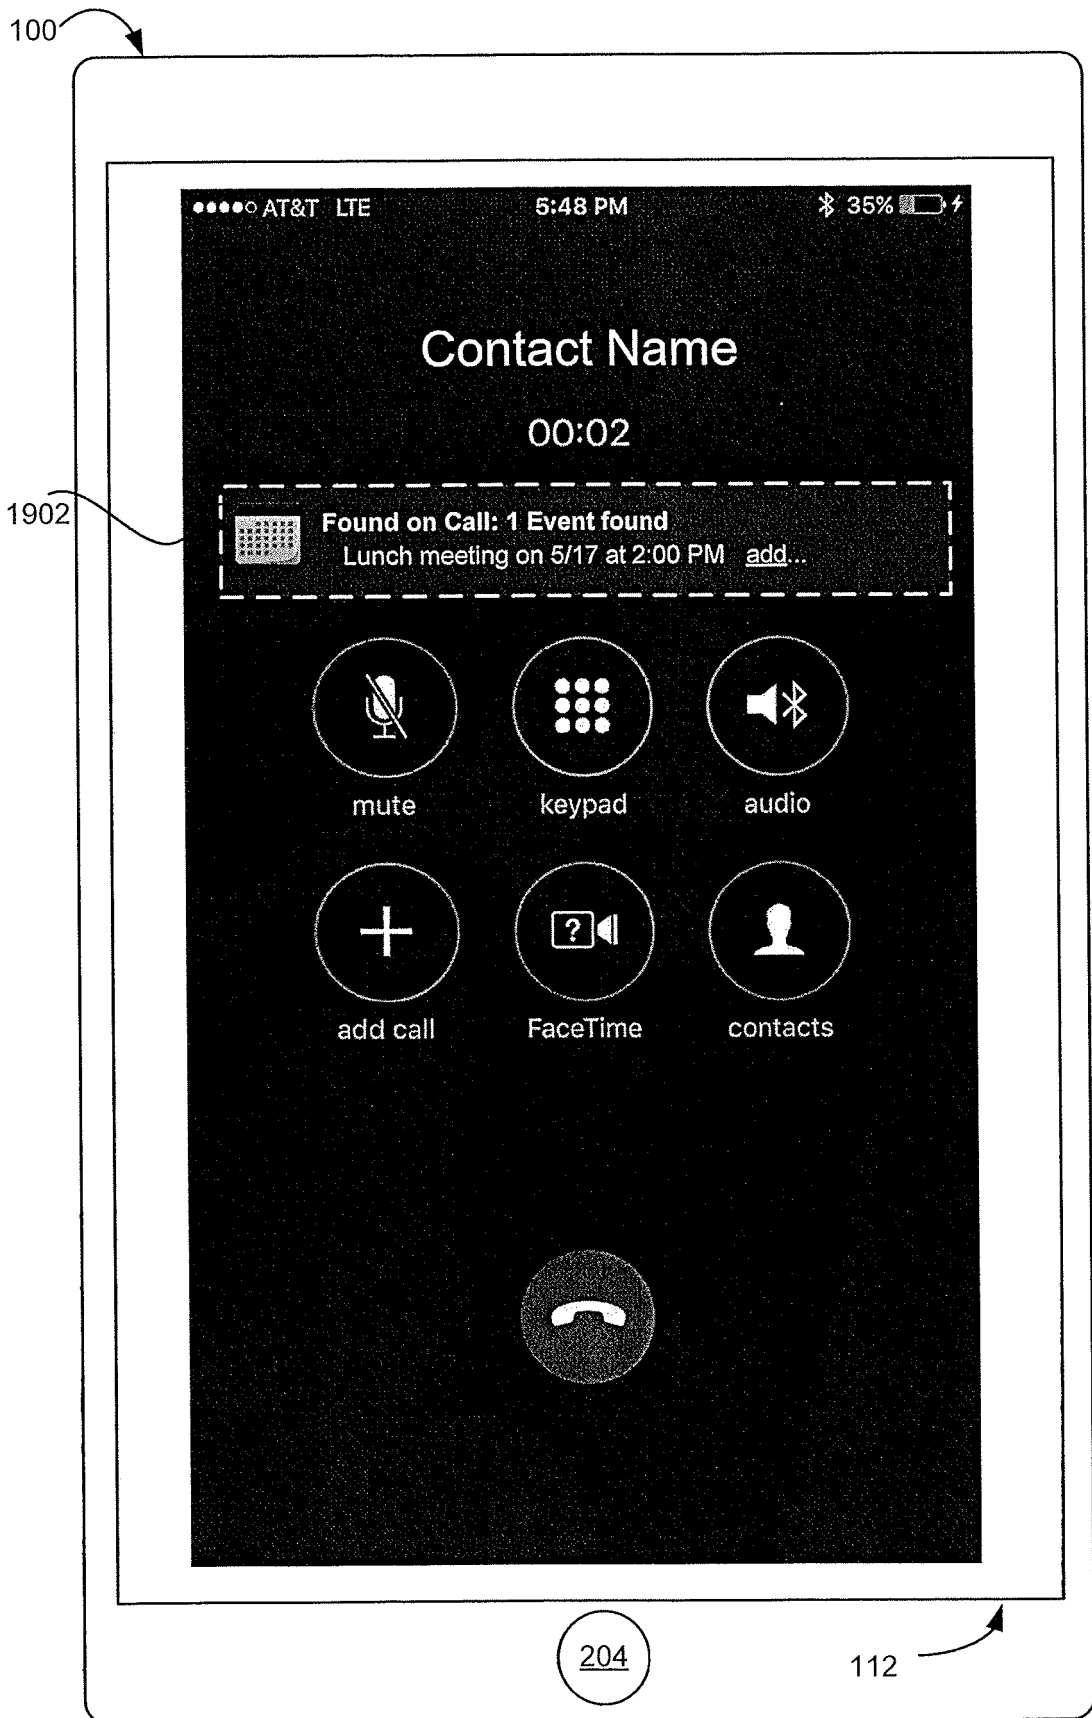 100
AT&T LTE 5:48 PM 35%
Contact Name
00:02
1902
Found on Call: 1 Event found
Lunch meeting on 5/17 at 2:00 PM add...
mute keypad audio
add call FaceTime contacts
204
112